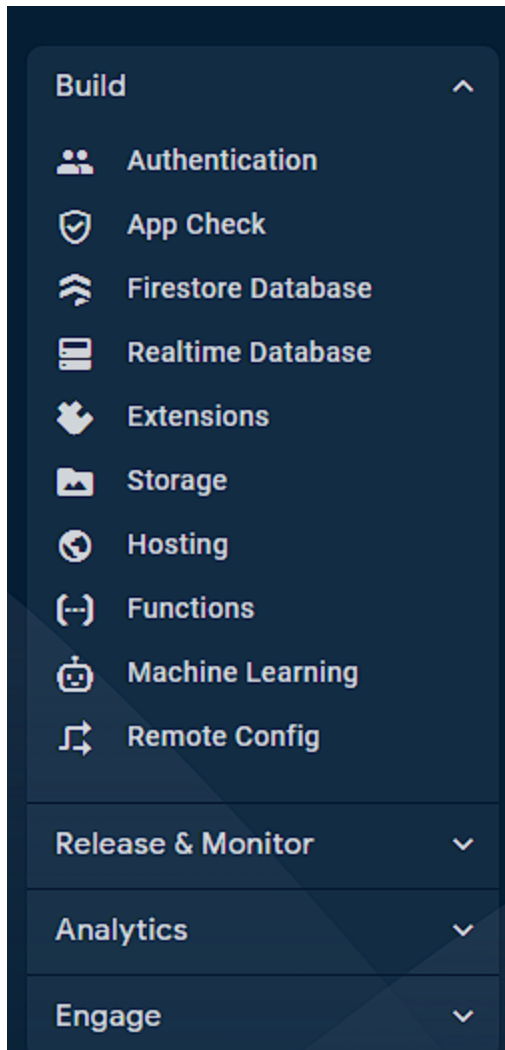 Build
Authentication
App Check
Firestore Database
Realtime Database
Extensions
Storage
Hosting
Functions
Machine Learning
Remote Config
Release & Monitor
Analytics
Engage